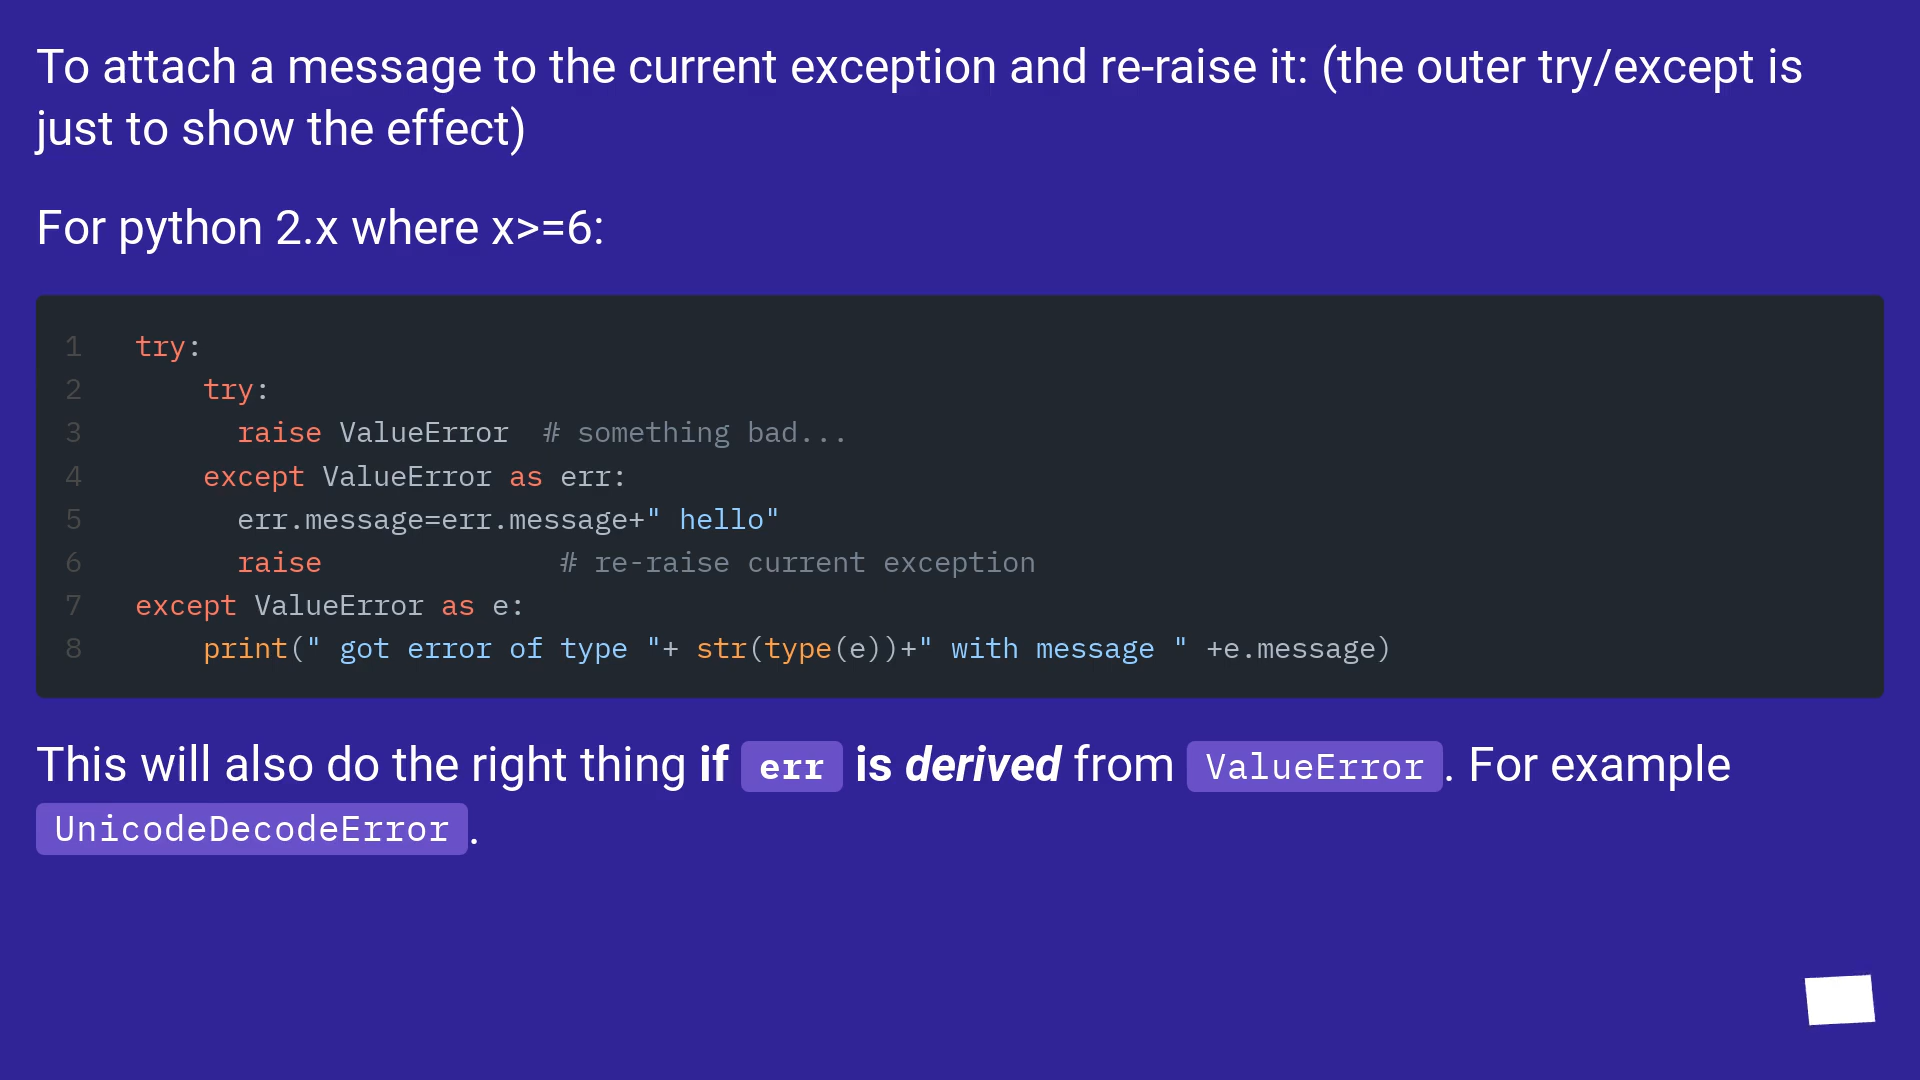 To attach a message to the current exception and re-raise it: (the outer try/except is
just to show the effect)
For python 2.x where x>=6:
1   try:
2       try:
3         raise ValueError  # something bad...
4       except ValueError as err:
5         err.message=err.message+" hello"
6         raise              # re-raise current exception
7   except ValueError as e:
8       print(" got error of type "+ str(type(e))+" with message " +e.message)
This will also do the right thing if err is derived from ValueError. For example
UnicodeDecodeError.